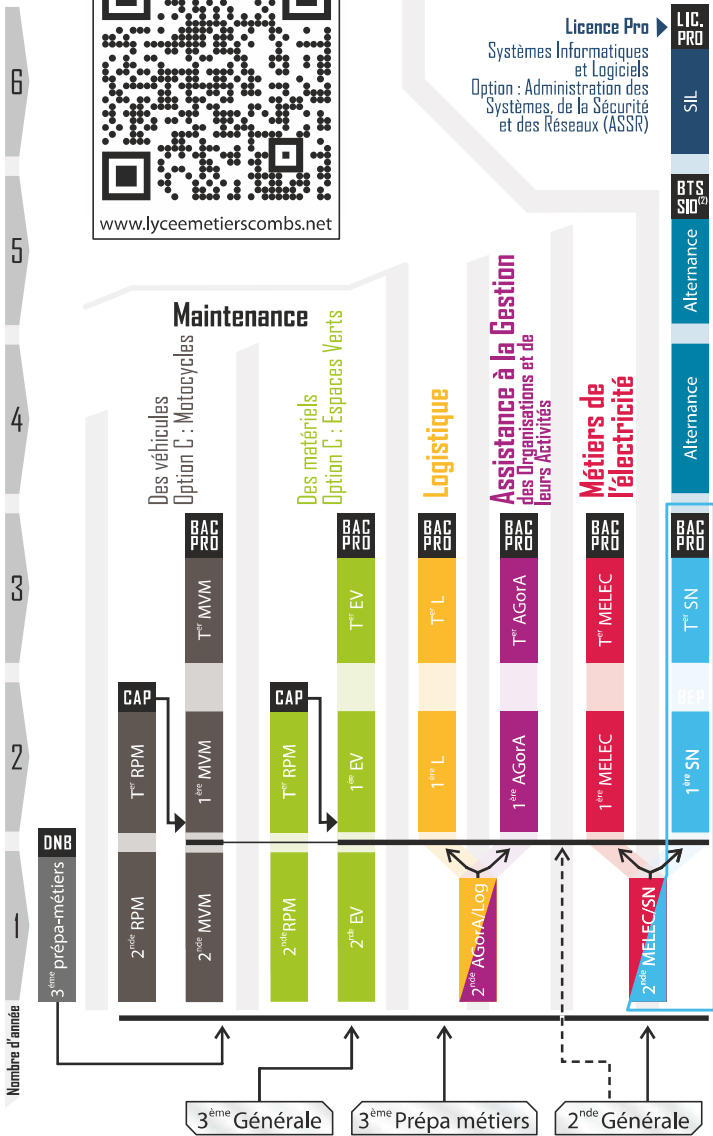 Licence Pro
Systèmes Informatiques
et Logiciels
Option : Administration des
Systèmes, de la Sécurité
et des Réseaux (ASSR)
LIC.
PRO
SIL
6
www.lyceemetierscombs.net
BTS
SIO(2)
Alternance
5
Maintenance
Des véhicules
Option C : Motocycles
Des matériels
Option C : Espaces Verts
Logistique
Assistance à la Gestion
des Organisations et de
leurs Activités
Métiers de
l'électricité
Alternance
4
BAC
PRO
BAC
PRO
BAC
PRO
BAC
PRO
BAC
PRO
BAC
PRO
3
Ter MVM
Ter EV
Ter L
Ter AGorA
Ter MELEC
Ter SN
CAP
CAP
BEP
2
Ter RPM
1ère MVM
Ter RPM
1ère EV
1ère L
1ère AGorA
1ère MELEC
1ère SN
DNB
1
3ème prépa-métiers
2nde RPM
2nde MVM
2nde RPM
2nde EV
2nde AGorA/Log
2nde MELEC/SN
Nombre d'année
3ème Générale
3ème Prépa métiers
2nde Générale